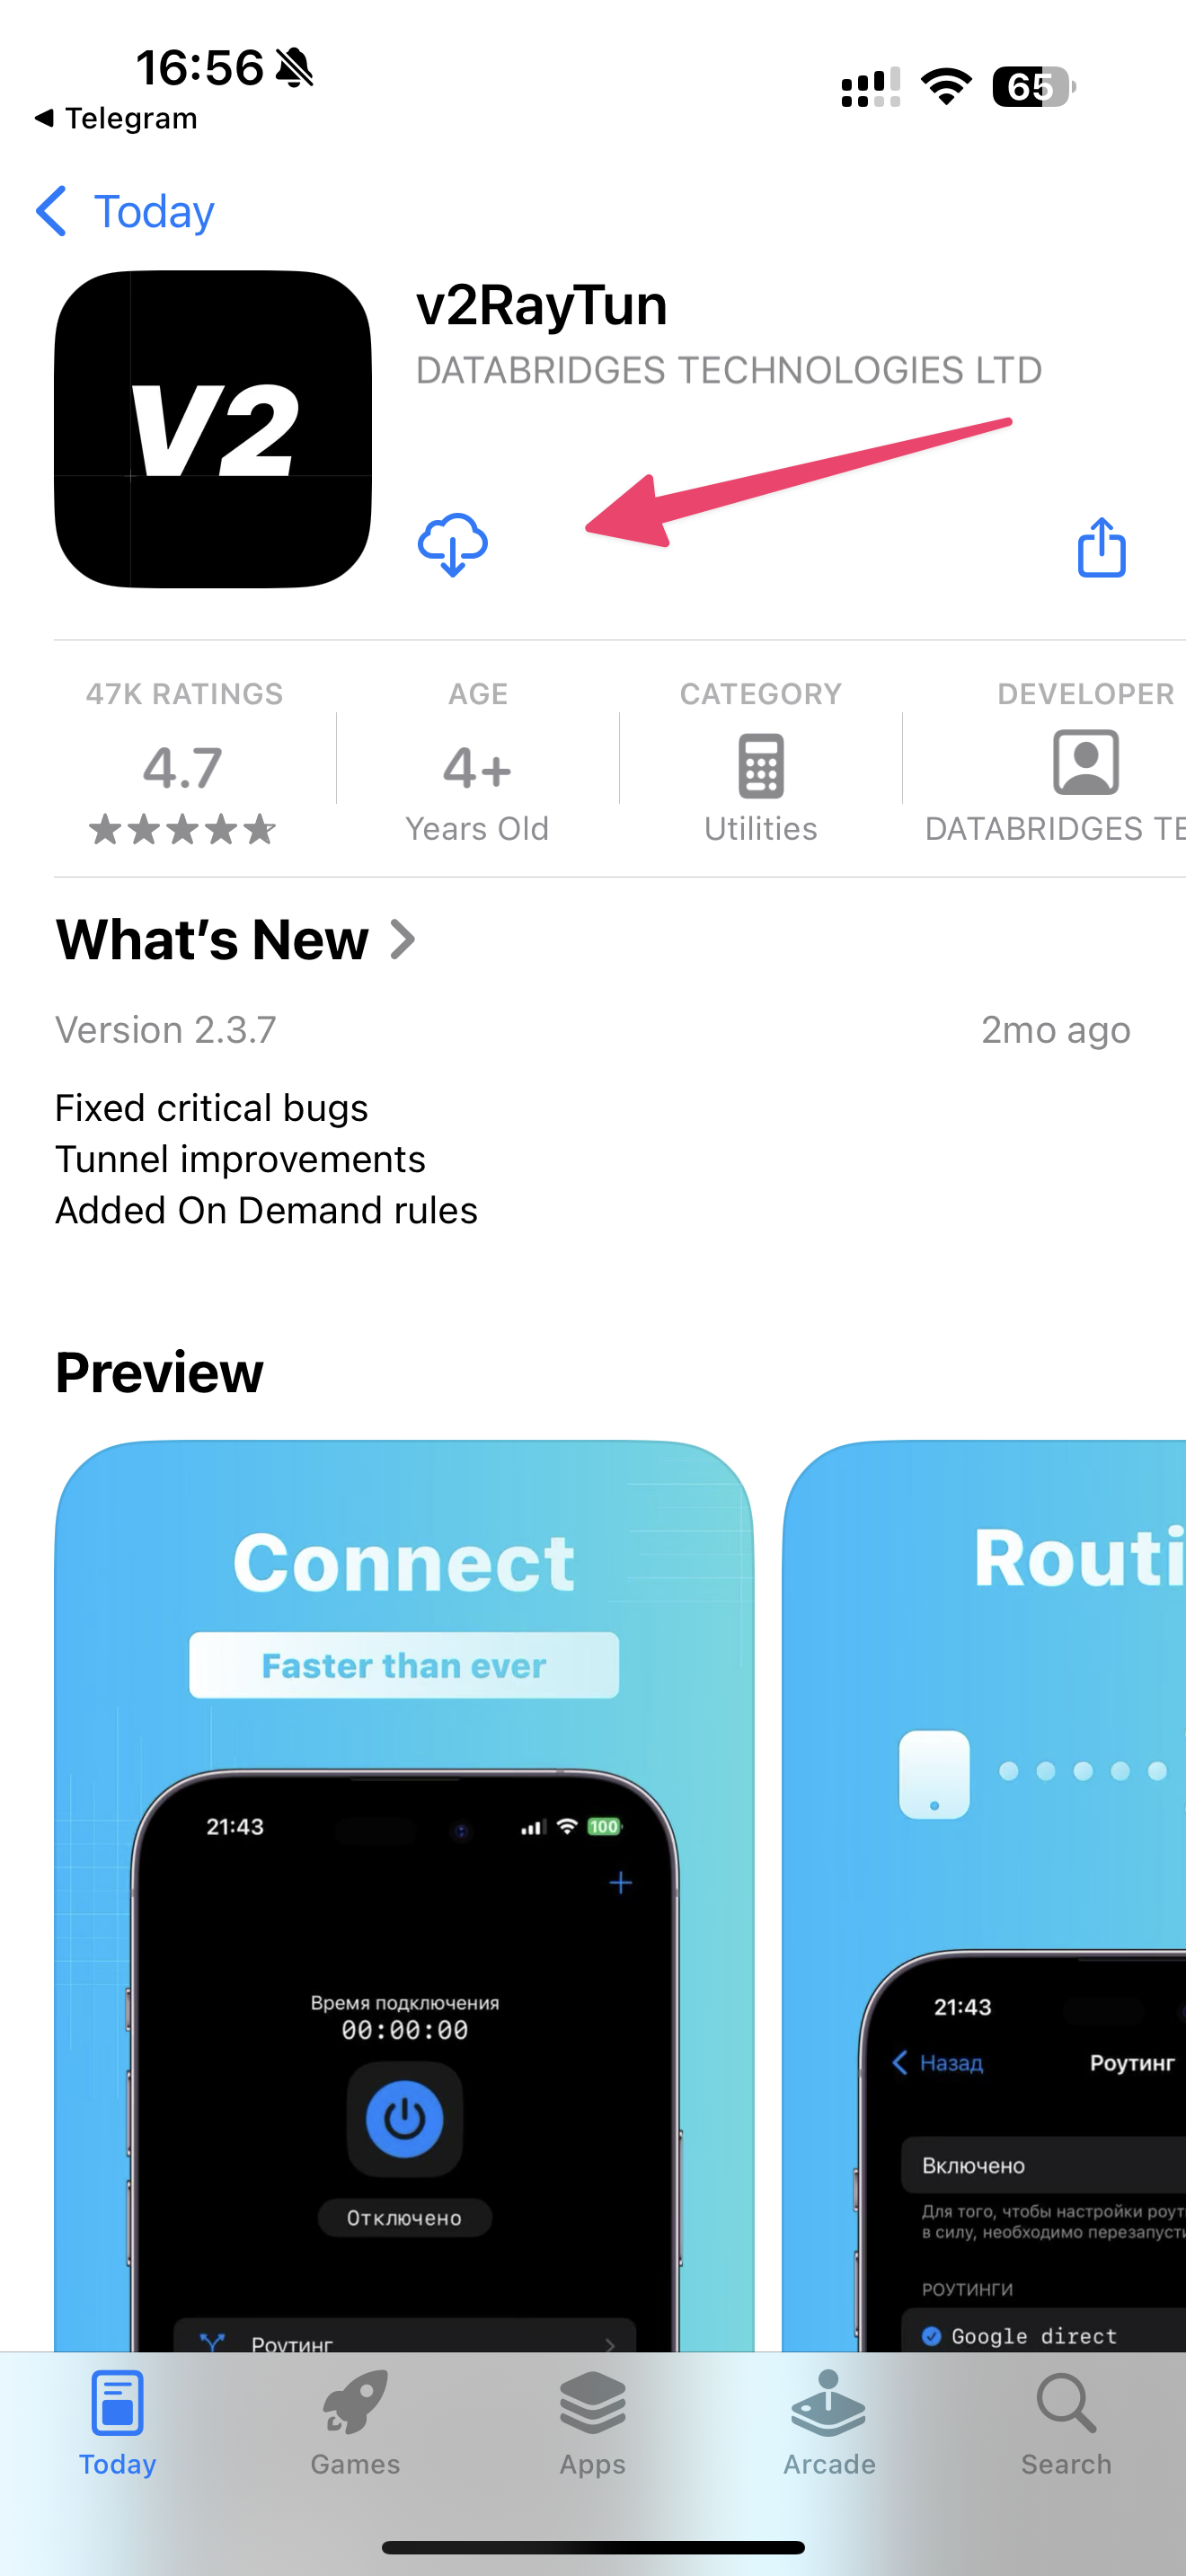 16:56
65
Telegram
Today
V2
v2RayTun
DATABRIDGES TECHNOLOGIES LTD
47K RATINGS
4.7
AGE
4+
Years Old
CATEGORY
Utilities
DEVELOPER
DATABRIDGES TE
What's New
Version 2.3.7
2mo ago
Fixed critical bugs
Tunnel improvements
Added On Demand rules
Preview
Connect
Faster than ever
21:43
100
Время подключения
00:00:00
Отключено
Роутинг
Routi
21:43
Назад
Роутинг
Включено
Для того, чтобы настройки роут
в силу, необходимо перезапусти
РОУТИНГИ
Google direct
Today
Games
Apps
Arcade
Search